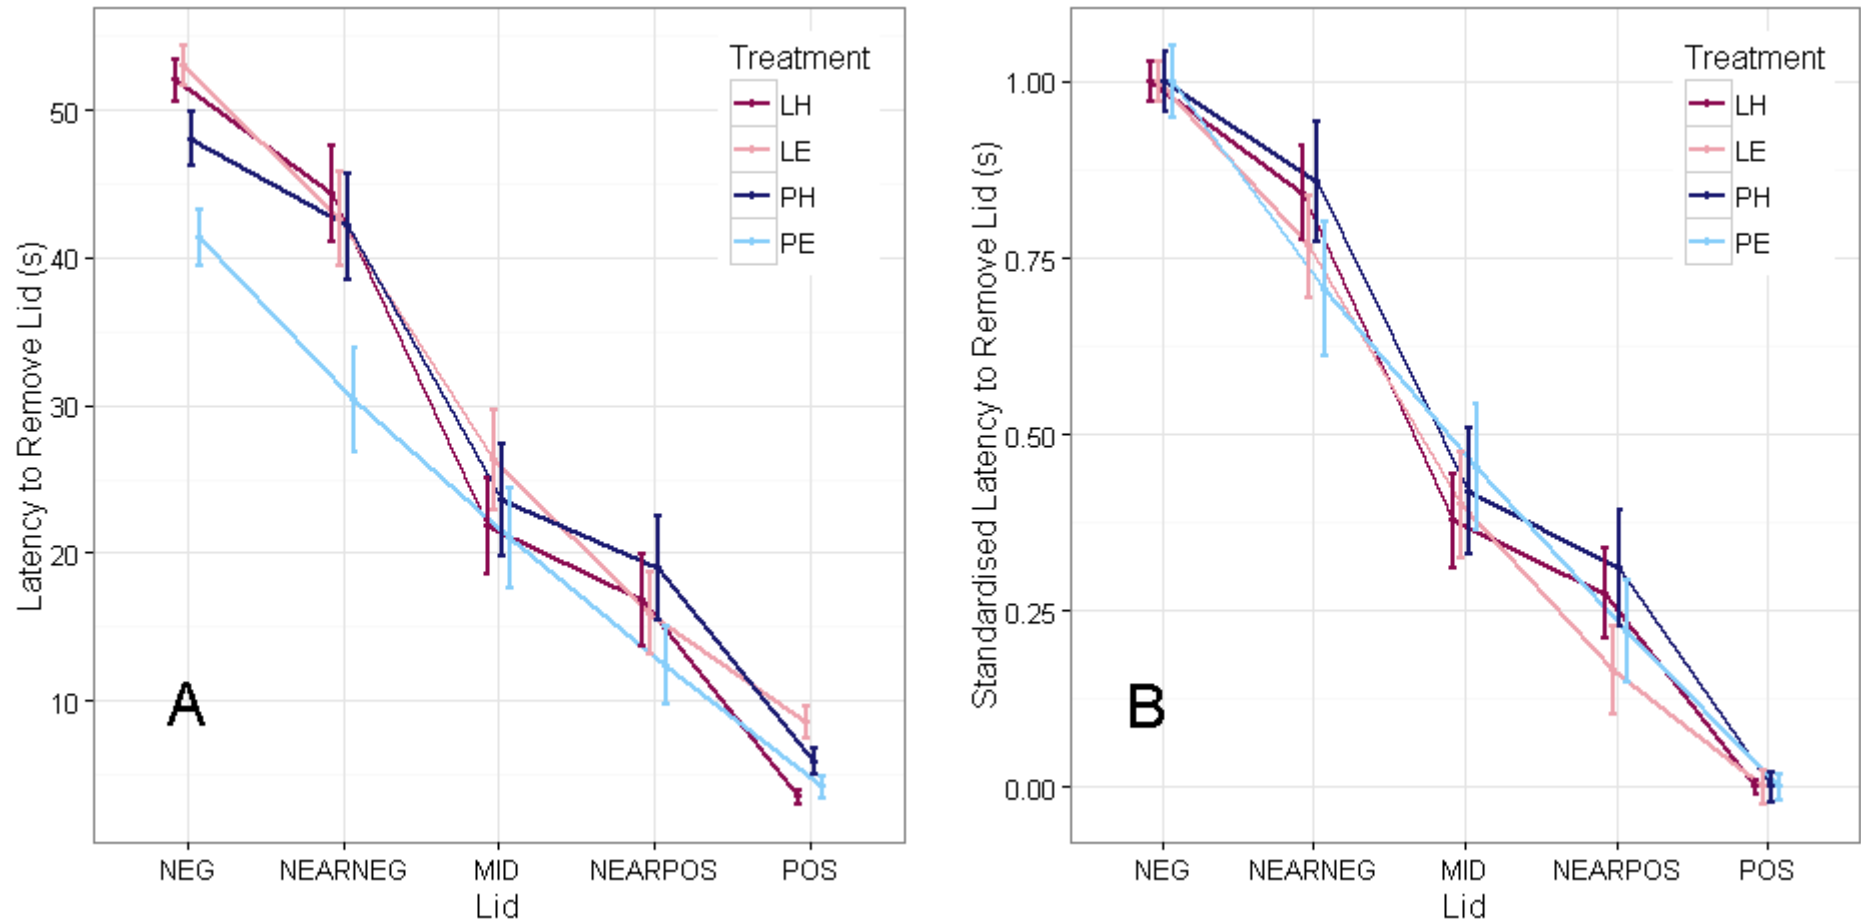 Latency to Remove Lid (s)
50
40
30
20
10
Treatment
LH
LE
PH
PE
A
NEG NEARNEG MID NEARPOS POS
Lid
Standardised Latency to Remove Lid (s)
1.00
0.75
0.50
0.25
0.00
Treatment
LH
LE
PH
PE
B
NEG NEARNEG MID NEARPOS POS
Lid